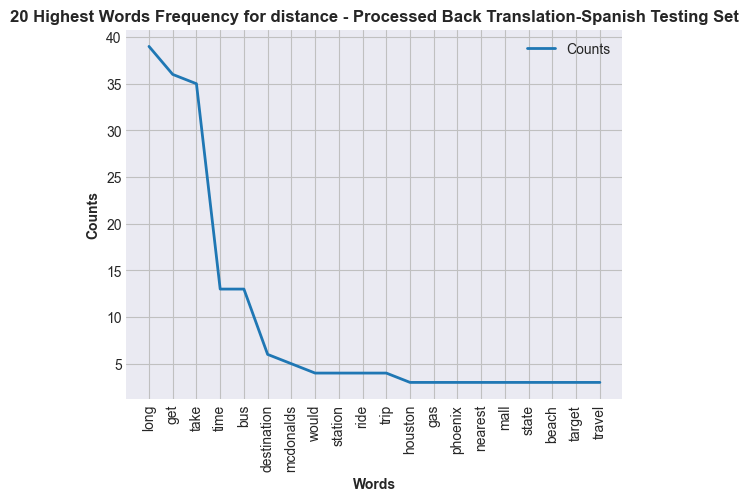 20 Highest Words Frequency for distance - Processed Back Translation-Spanish Testing Set
Counts
40
35
30
25
20
15
10
5
Counts
long
get
take
time
bus
destination
mcdonalds
would
station
ride
trip
houston
gas
phoenix
nearest
mall
state
beach
target
travel
Words